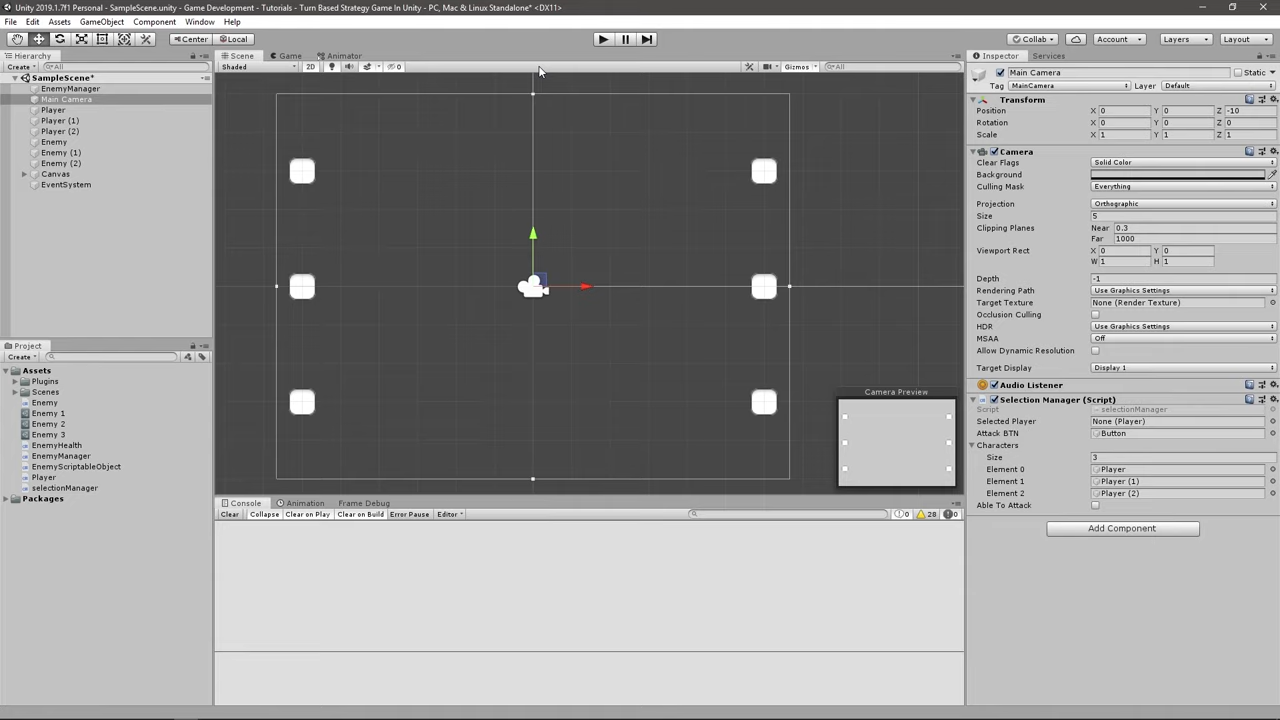 Unity 2019.1.7f1 Personal - SampleScene.unity - Game Development - Tutorials - Turn Based Strategy Game In Unity - PC, Mac & Linux Standalone* <DX11>
File Edit Assets GameObject Component Window Help
Center Local Collab Account Layers Layout
Hierarchy
Create All
SampleScene*
EnemyManager
Main Camera
Player
Player (1)
Player (2)
Enemy
Enemy (1)
Enemy (2)
Canvas
EventSystem
Project
Create
Assets
Plugins
Scenes
Enemy
Enemy 1
Enemy 2
Enemy 3
EnemyHealth
EnemyManager
EnemyScriptableObject
Player
selectionManager
Packages
Scene Game Animator
Shaded 2D 0 Gizmos All
Camera Preview
Console Animation Frame Debug
Clear Collapse Clear on Play Clear on Build Error Pause Editor 0 28 0
Inspector Services
Main Camera Static
Tag MainCamera Layer Default
Transform
Position X 0 Y 0 Z -10
Rotation X 0 Y 0 Z 0
Scale X 1 Y 1 Z 1
Camera
Clear Flags Solid Color
Background
Culling Mask Everything
Projection Orthographic
Size 5
Clipping Planes Near 0.3
Far 1000
Viewport Rect X 0 Y 0
W 1 H 1
Depth -1
Rendering Path Use Graphics Settings
Target Texture None (Render Texture)
Occlusion Culling
HDR Use Graphics Settings
MSAA Off
Allow Dynamic Resolution
Target Display Display 1
Audio Listener
Selection Manager (Script)
Script selectionManager
Selected Player None (Player)
Attack BTN Button
Characters
Size 3
Element 0 Player
Element 1 Player (1)
Element 2 Player (2)
Able To Attack
Add Component